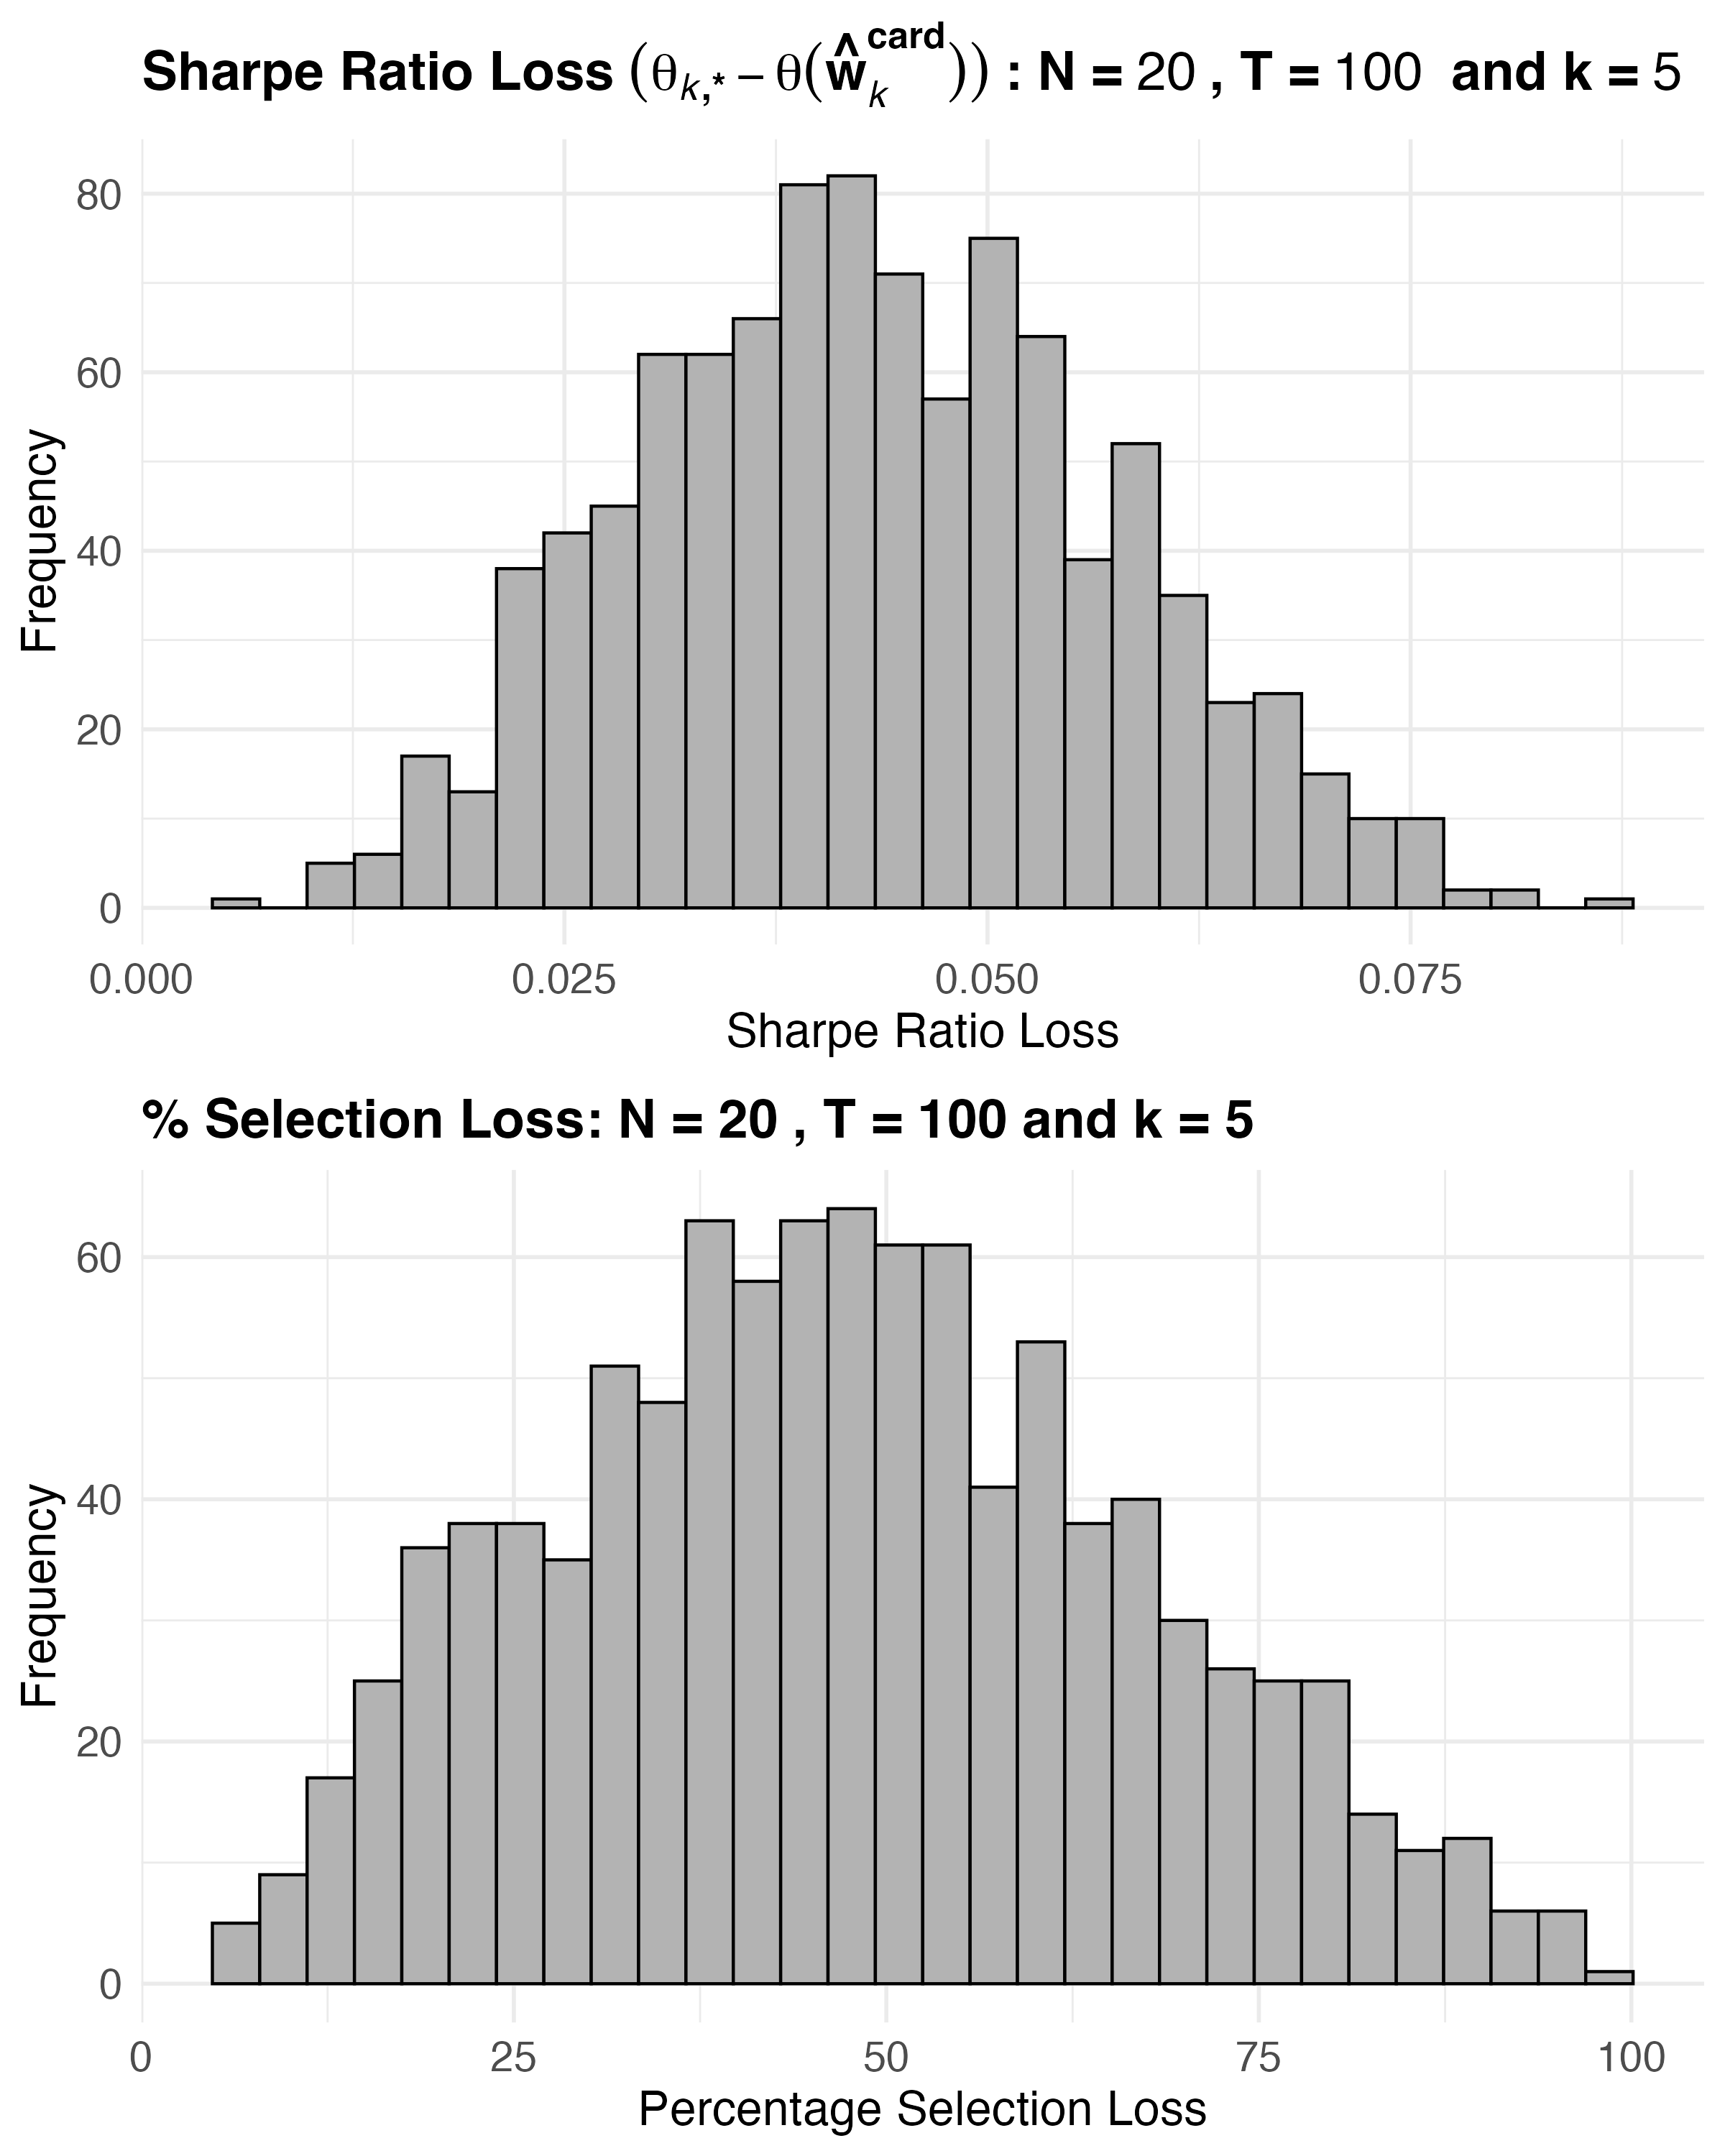 Sharpe Ratio Loss (θk,* − θ(ŵk^card)) : N = 20 , T = 100 and k = 5
80
60
40
20
0
Frequency
0.000 0.025 0.050 0.075
Sharpe Ratio Loss
% Selection Loss: N = 20 , T = 100 and k = 5
60
40
20
0
Frequency
0 25 50 75 100
Percentage Selection Loss